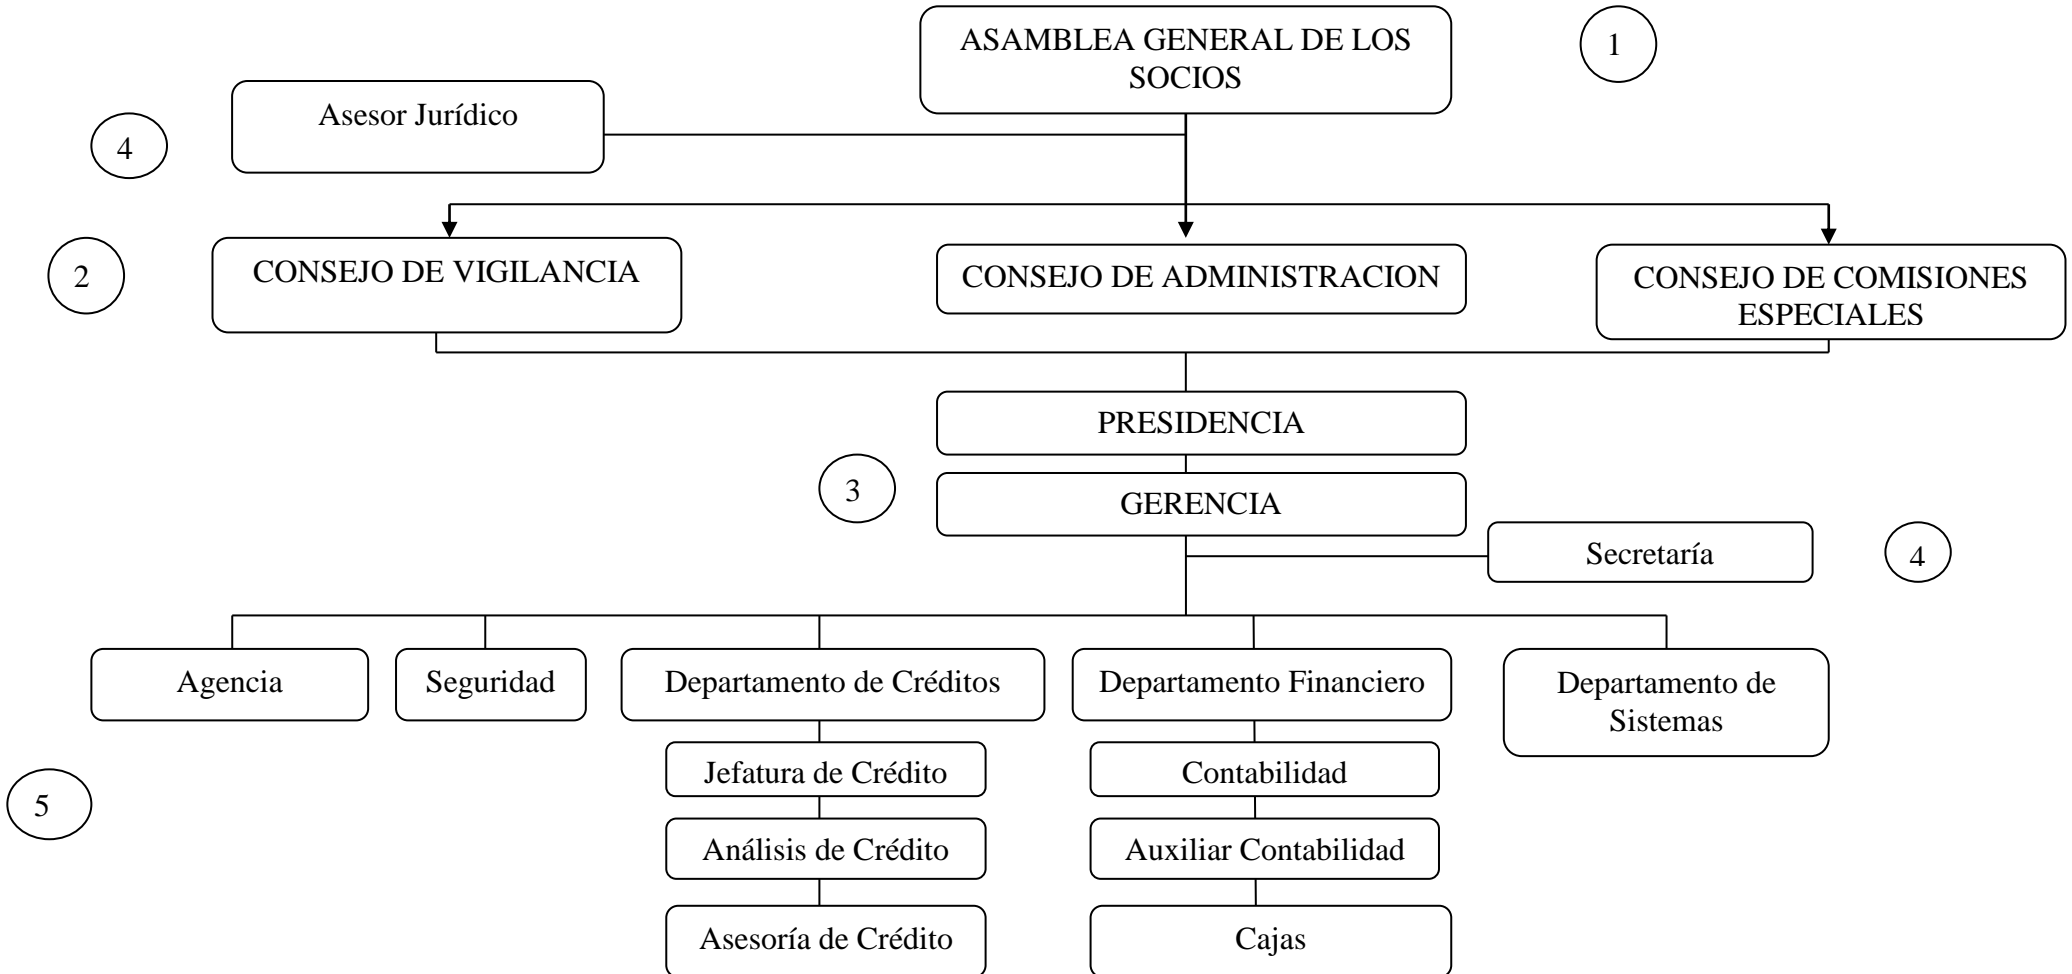 ASAMBLEA GENERAL DE LOS
SOCIOS
1
Asesor Jurídico
4
2
CONSEJO DE VIGILANCIA
CONSEJO DE ADMINISTRACION
CONSEJO DE COMISIONES
ESPECIALES
PRESIDENCIA
3
GERENCIA
Secretaría
4
Agencia
Seguridad
Departamento de Créditos
Departamento Financiero
Departamento de
Sistemas
Jefatura de Crédito
Contabilidad
5
Análisis de Crédito
Auxiliar Contabilidad
Asesoría de Crédito
Cajas